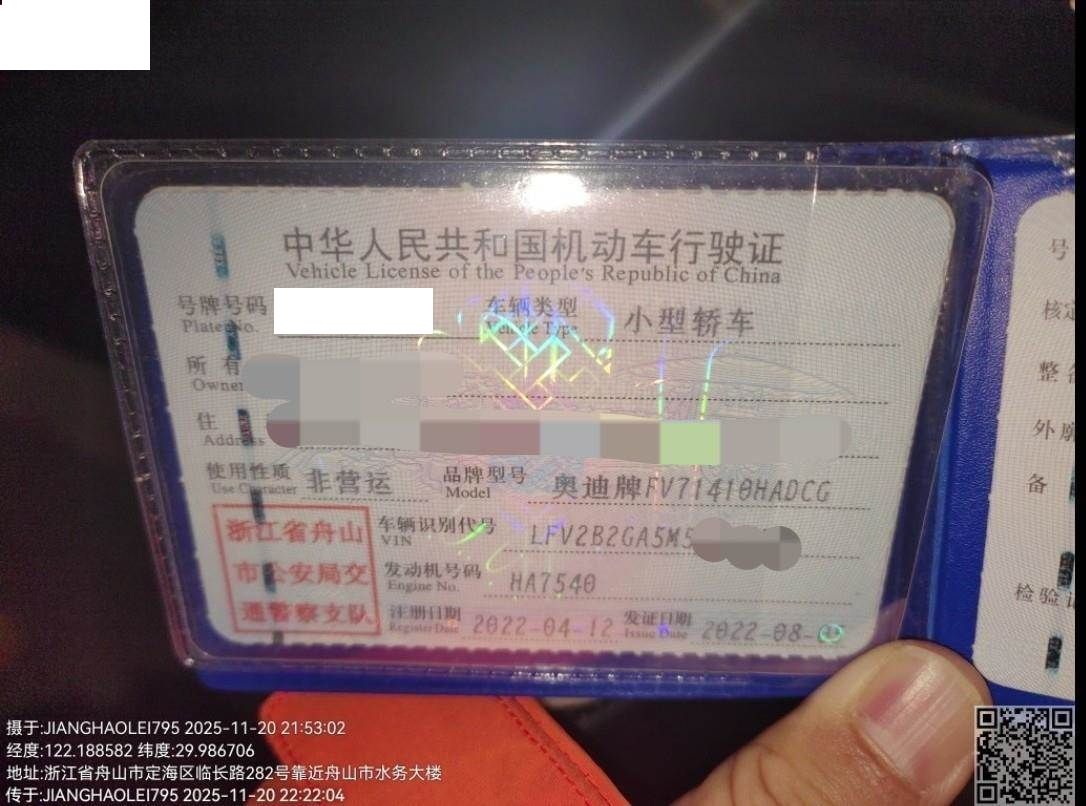 中华人民共和国机动车行驶证
Vehicle License of the People's Republic of China
号牌号码 车辆类型 小型轿车
Plate No. Vehicle Type
所有
Owner
住
Address
使用性质 非营运 品牌型号 奥迪牌FV71410HADCG
Use Character Model
浙江省舟山
市公安局交
通警察支队
车辆识别代号 LFV2B2GA5M5
VIN
发动机号码 HA7540
Engine No.
注册日期 2022-04-12 发证日期 2022-08-
Register Date Issue Date
号
核定
整备
外廓
备
检验
摄于:JIANGHAOLEI795 2025-11-20 21:53:02
经度:122.188582 纬度:29.986706
地址:浙江省舟山市定海区临长路282号靠近舟山市水务大楼
传于:JIANGHAOLEI795 2025-11-20 22:22:04